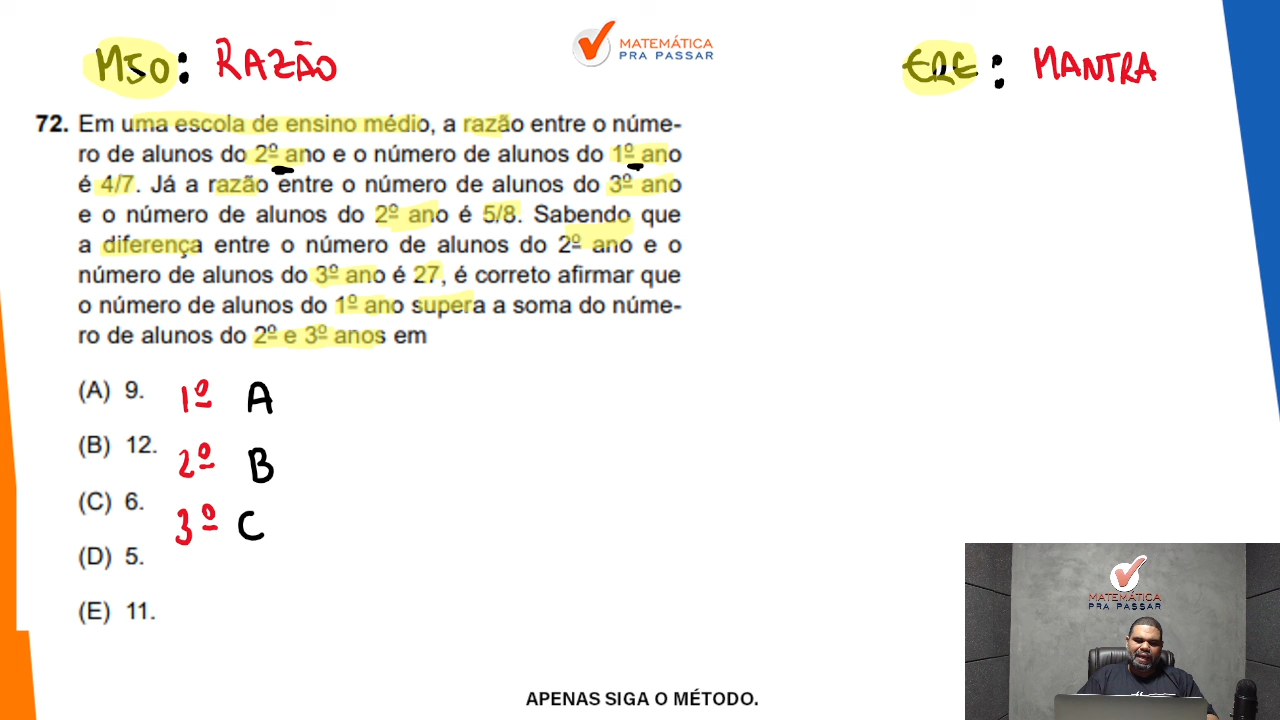 MJO: RAZÃO
MATEMÁTICA
PRA PASSAR
: MANTRA
72. Em uma escola de ensino médio, a razão entre o núme-
ro de alunos do 2º ano e o número de alunos do 1º ano
é 4/7. Já a razão entre o número de alunos do 3º ano
e o número de alunos do 2º ano é 5/8. Sabendo que
a diferença entre o número de alunos do 2º ano e o
número de alunos do 3º ano é 27, é correto afirmar que
o número de alunos do 1º ano supera a soma do núme-
ro de alunos do 2º e 3º anos em
(A) 9. 1º A
(B) 12. 2º B
(C) 6. 3º C
(D) 5.
(E) 11.
MATEMÁTICA
PRA PASSAR
APENAS SIGA O MÉTODO.